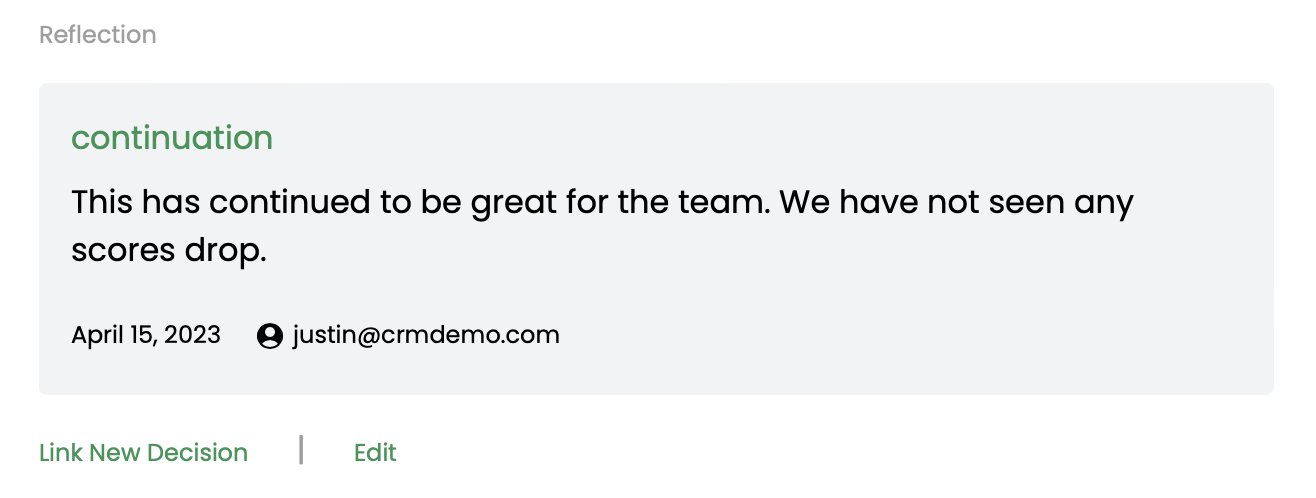 Reflection
continuation
This has continued to be great for the team. We have not seen any
scores drop.
April 15, 2023 justin@crmdemo.com
Link New Decision | Edit